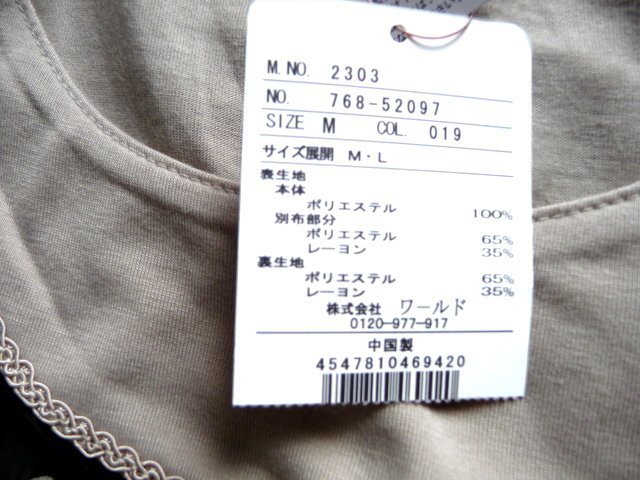 M.NO. 2303
NO. 768-52097
SIZE M COL. 019
サイズ展開 M・L
表生地
本体
ポリエステル 100%
別布部分
ポリエステル 65%
レーヨン 35%
裏生地
ポリエステル 65%
レーヨン 35%
株式会社 ワールド
0120-977-917
中国製
4547810469420